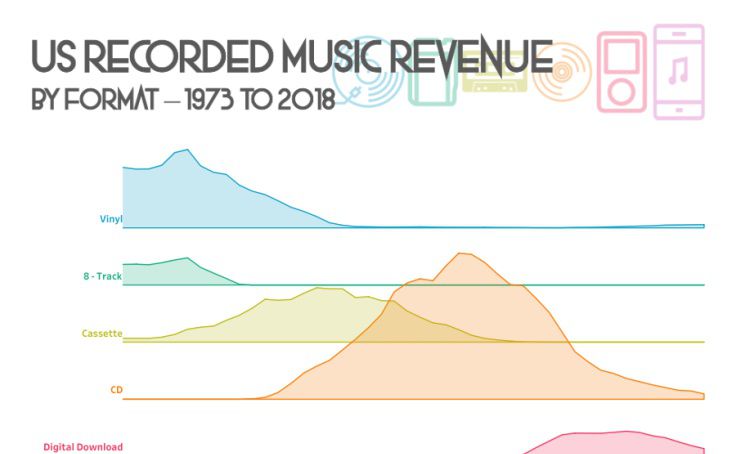 US RECORDED MUSIC REVENUE
BY FORMAT – 1973 TO 2018
Vinyl
8 - Track
Cassette
CD
Digital Download